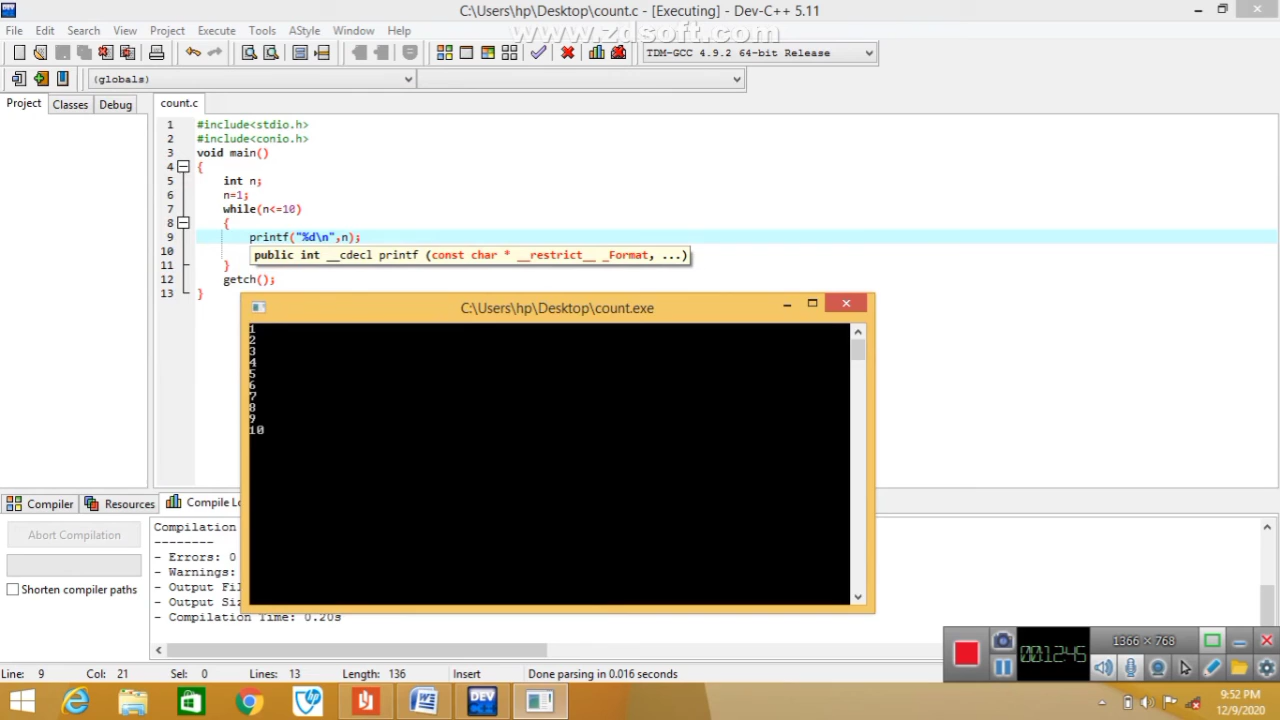 C:\Users\hp\Desktop\count.c - [Executing] - Dev-C++ 5.11
File Edit Search View Project Execute Tools AStyle Window Help
www.zdsoft.com
TDM-GCC 4.9.2 64-bit Release
(globals)
Project Classes Debug
count.c
1 #include<stdio.h>
2 #include<conio.h>
3 void main()
4 {
5 int n;
6 n=1;
7 while(n<=10)
8 {
9 printf("%d\n",n);
10
public int __cdecl printf (const char * __restrict__ _Format, ...)
11 }
12 getch();
13 }
C:\Users\hp\Desktop\count.exe
1
2
3
4
5
6
7
8
9
10
Compiler Resources Compile Lo
Abort Compilation
Shorten compiler paths
Compilation
--------
- Errors: 0
- Warnings:
- Output Fil
- Output Siz
- Compilation Time: 0.20s
1366 × 768
00:12:45
Line: 9 Col: 21 Sel: 0 Lines: 13 Length: 136 Insert Done parsing in 0.016 seconds
DEV
9:52 PM
12/9/2020